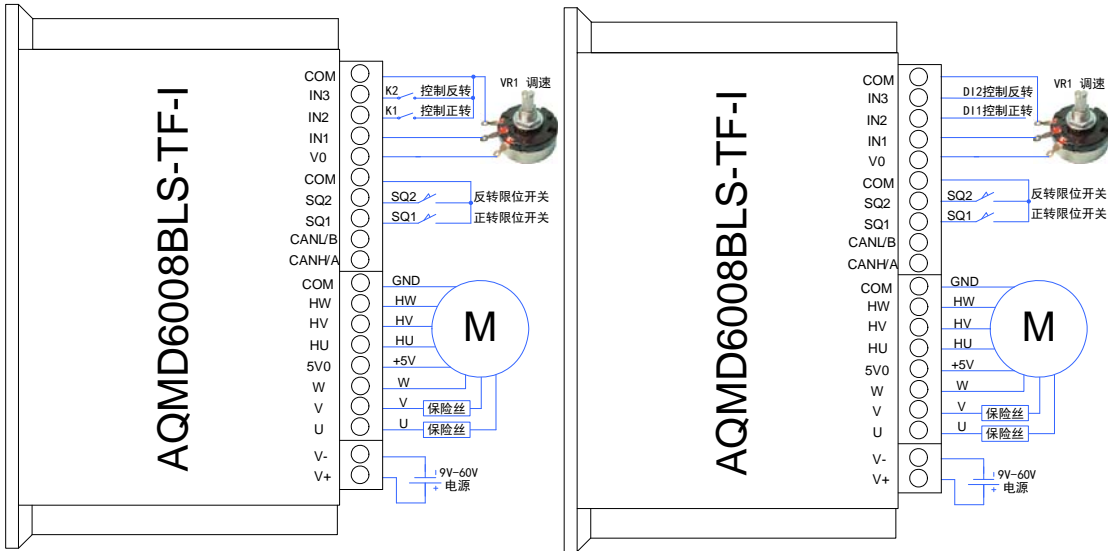 AQMD6008BLS-TF-I
COM
IN3 K2 控制反转
IN2 K1 控制正转
IN1
V0
VR1 调速
COM
SQ2 SQ2 反转限位开关
SQ1 SQ1 正转限位开关
CANL/B
CANH/A
COM GND
HW HW
HV HV
HU HU
5V0 +5V
W W
V V 保险丝
U U 保险丝
M
V-
V+
9V-60V
+ 电源
AQMD6008BLS-TF-I
COM
IN3 DI2控制反转
IN2 DI1控制正转
IN1
V0
VR1 调速
COM
SQ2 SQ2 反转限位开关
SQ1 SQ1 正转限位开关
CANL/B
CANH/A
COM GND
HW HW
HV HV
HU HU
5V0 +5V
W W
V V 保险丝
U U 保险丝
M
V-
V+
9V-60V
+ 电源